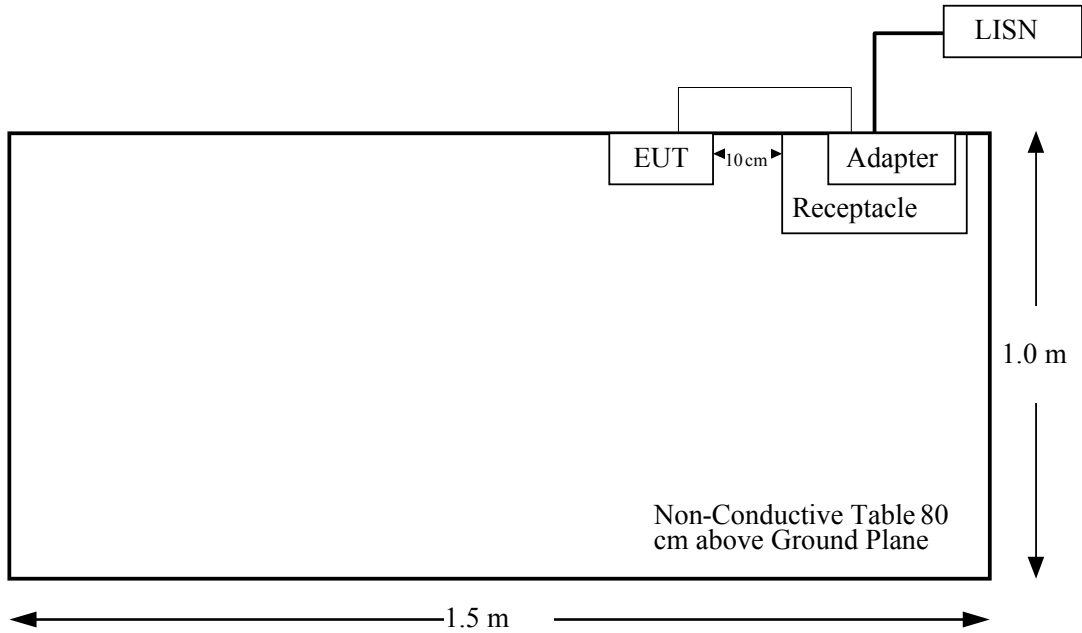 LISN
EUT
10 cm
Adapter
Receptacle
1.0 m
Non-Conductive Table 80
cm above Ground Plane
1.5 m